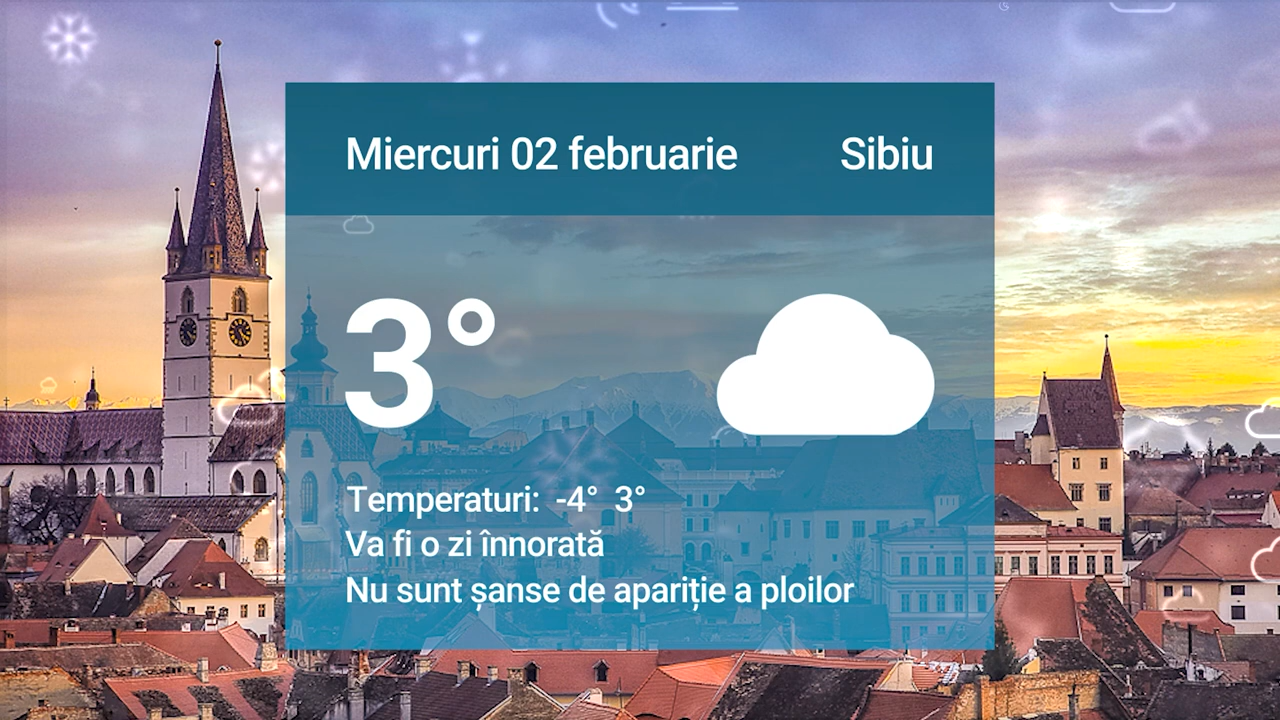 Miercuri 02 februarie Sibiu
3°
Temperaturi: -4° 3°
Va fi o zi înnorată
Nu sunt șanse de apariție a ploilor